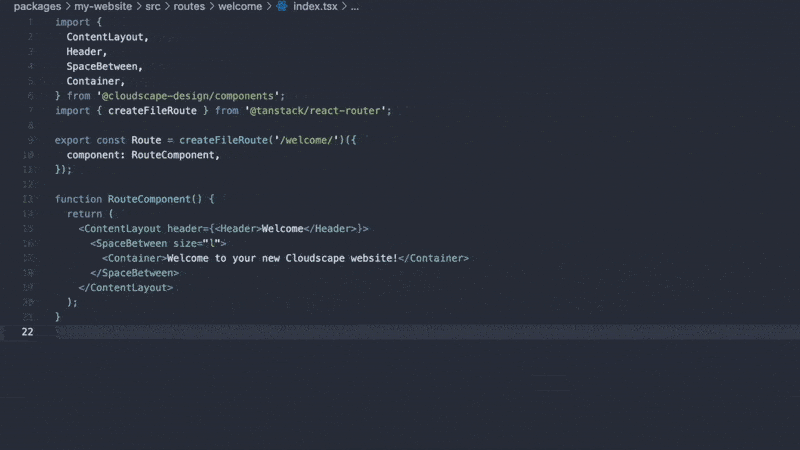 packages > my-website > src > routes > welcome > index.tsx > ...
1 import {
2   ContentLayout,
3   Header,
4   SpaceBetween,
5   Container,
6 } from '@cloudscape-design/components';
7 import { createFileRoute } from '@tanstack/react-router';
8
9 export const Route = createFileRoute('/welcome/')({
10   component: RouteComponent,
11 });
12
13 function RouteComponent() {
14   return (
15     <ContentLayout header={<Header>Welcome</Header>}>
16       <SpaceBetween size="l">
17         <Container>Welcome to your new Cloudscape website!</Container>
18       </SpaceBetween>
19     </ContentLayout>
20   );
21 }
22